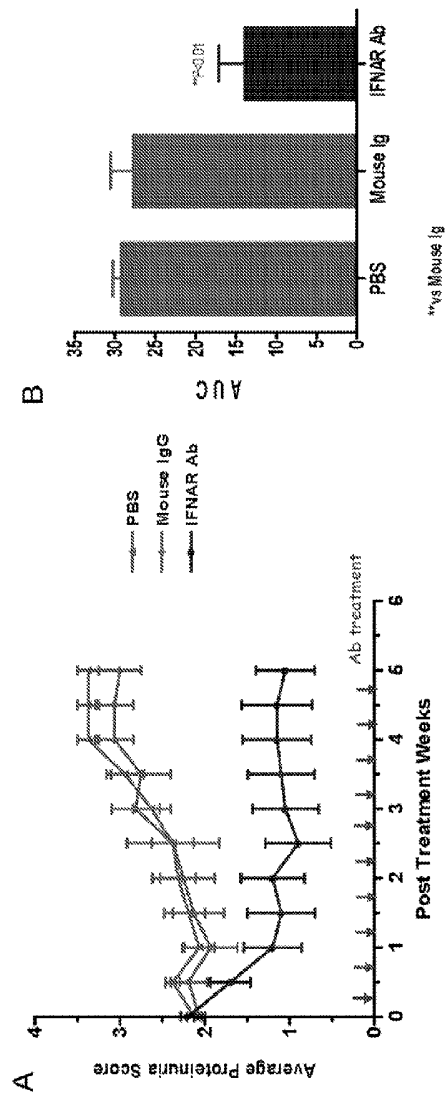 A
Average Proteinuria Score
4
3
2
1
0
0 1 2 3 4 5 6
Post Treatment Weeks
Ab treatment
PBS
Mouse IgG
IFNAR Ab
B
AUC
35
30
25
20
15
10
5
0
PBS
Mouse Ig
IFNAR Ab
**P<0.01
**vs Mouse Ig